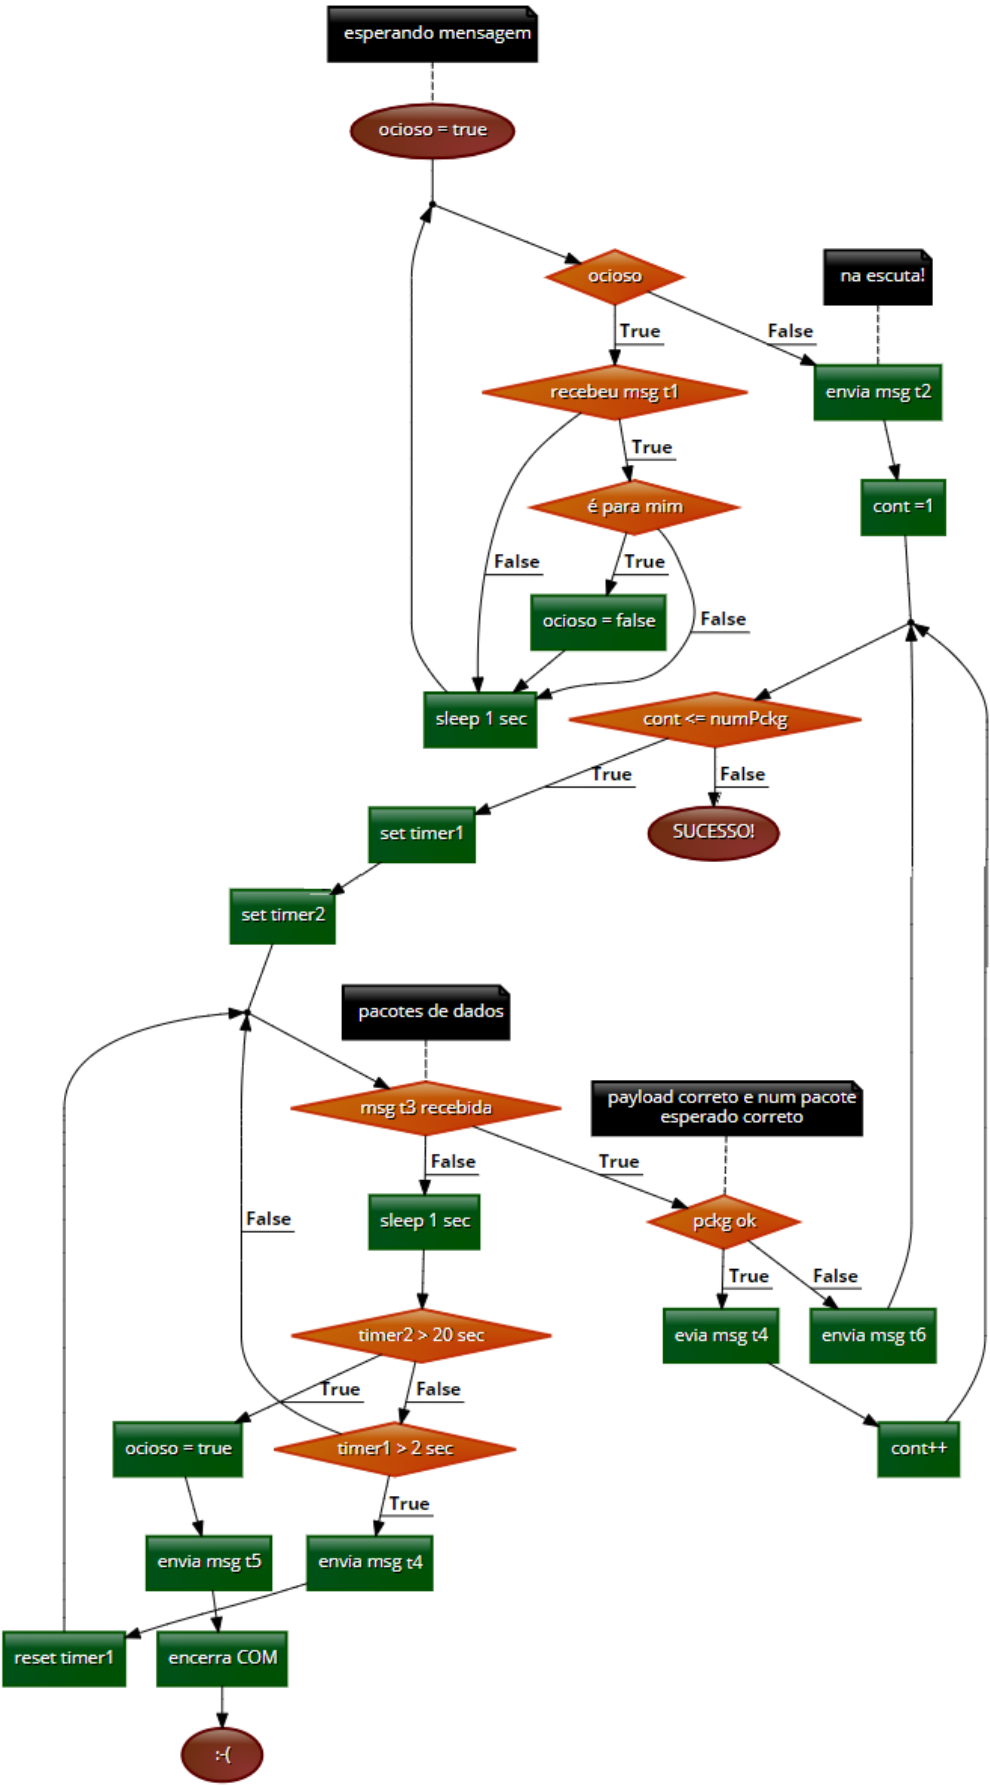 esperando mensagem
ocioso = true
ocioso
na escuta!
True
False
recebeu msg t1
envia msg t2
True
é para mim
cont =1
False
True
ocioso = false
False
sleep 1 sec
cont <= numPckg
True
False
set timer1
SUCESSO!
set timer2
pacotes de dados
msg t3 recebida
payload correto e num pacote
esperado correto
False
True
sleep 1 sec
pckg ok
False
True
False
timer2 > 20 sec
evia msg t4
envia msg t6
True
False
ocioso = true
timer1 > 2 sec
cont++
True
envia msg t5
envia msg t4
reset timer1
encerra COM
:-(